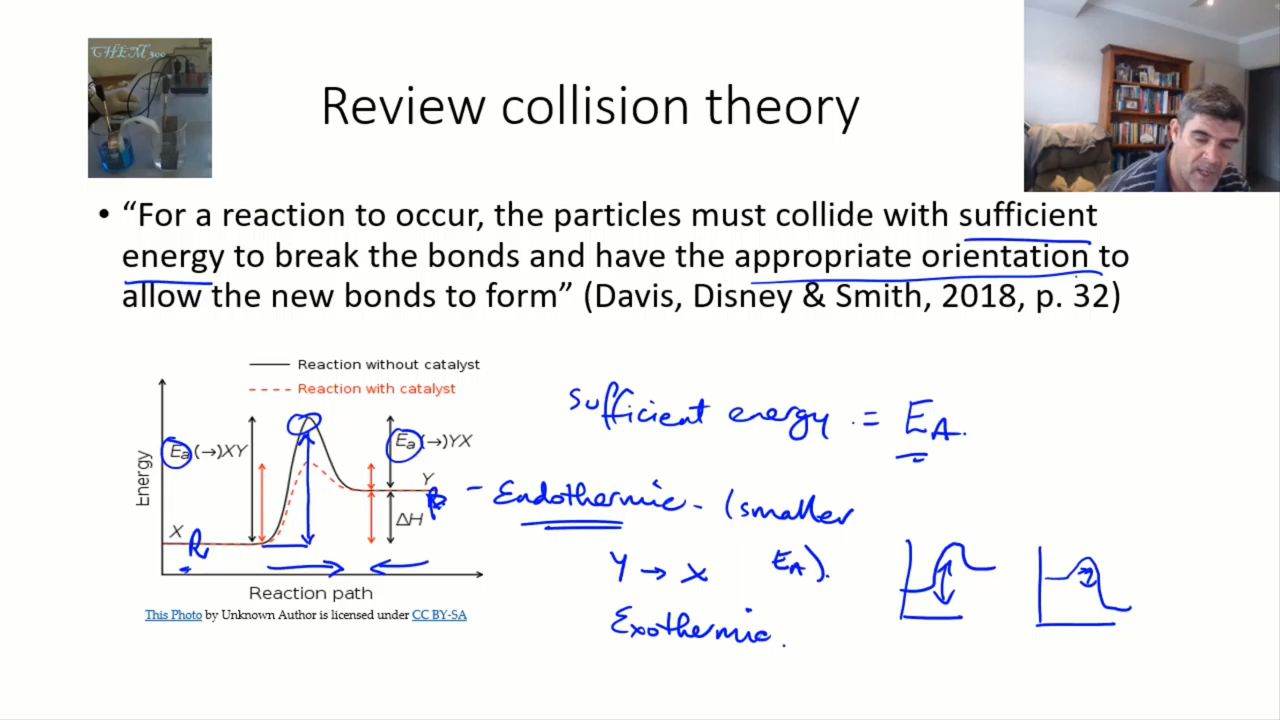 CHEM300
Review collision theory
• “For a reaction to occur, the particles must collide with sufficient
energy to break the bonds and have the appropriate orientation to
allow the new bonds to form” (Davis, Disney & Smith, 2018, p. 32)
Reaction without catalyst
Reaction with catalyst
Ea(→)XY
Ea(→)YX
Energy
X
R
Y
ΔH
Reaction path
This Photo by Unknown Author is licensed under CC BY-SA
Sufficient energy = EA.
- Endothermic - (smaller
EA).
Y → X
Exothermic.